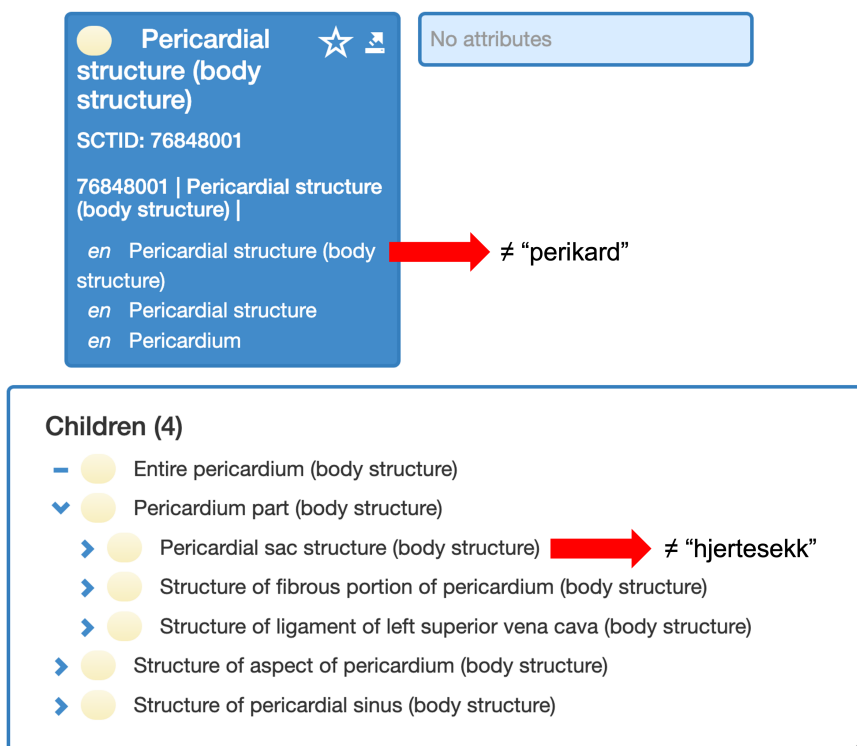 Pericardial
structure (body
structure)
No attributes
SCTID: 76848001
76848001 | Pericardial structure
(body structure) |
en Pericardial structure (body
structure)
≠ “perikard”
en Pericardial structure
en Pericardium
Children (4)
Entire pericardium (body structure)
Pericardium part (body structure)
Pericardial sac structure (body structure)
≠ “hjertesekk”
Structure of fibrous portion of pericardium (body structure)
Structure of ligament of left superior vena cava (body structure)
Structure of aspect of pericardium (body structure)
Structure of pericardial sinus (body structure)